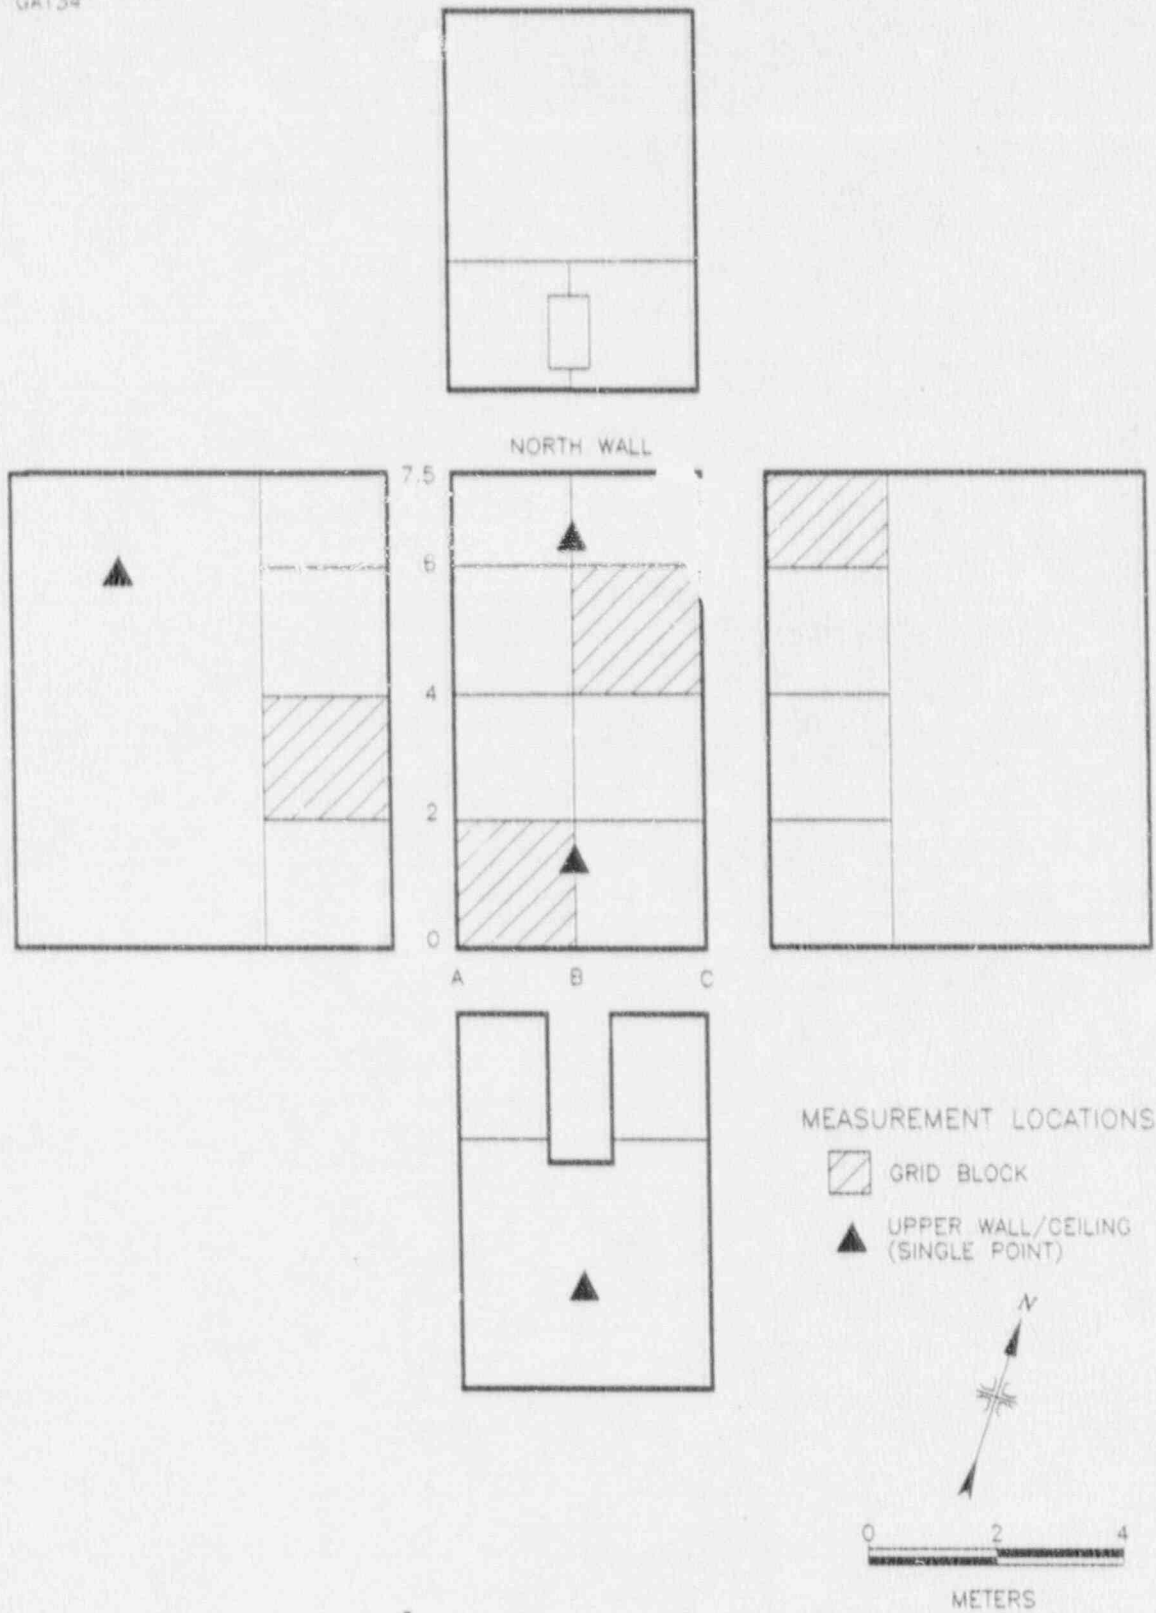 NORTH WALL
7.5
6
4
2
0
A B C
MEASUREMENT LOCATIONS
GRID BLOCK
UPPER WALL/CEILING
(SINGLE POINT)
N
0 2 4
METERS